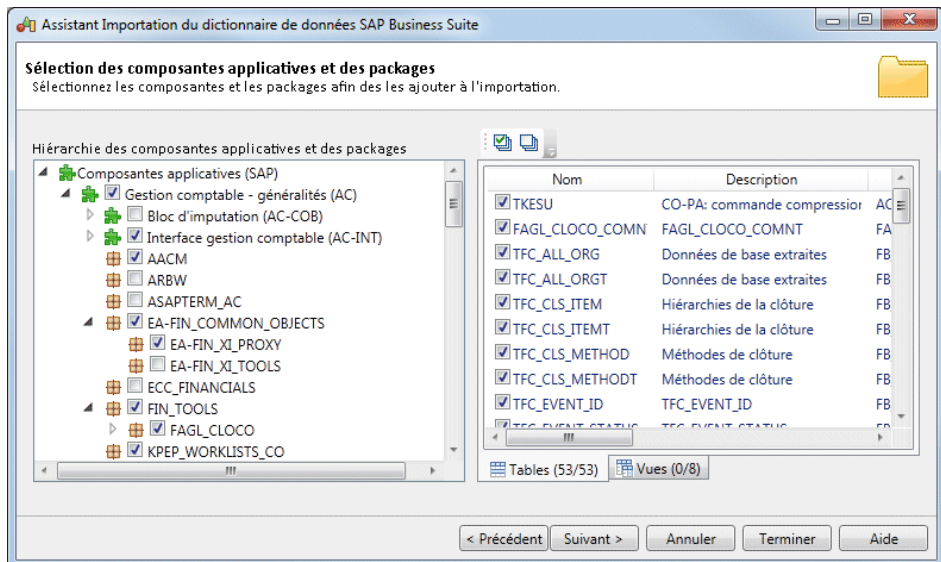 Assistant Importation du dictionnaire de données SAP Business Suite
Sélection des composantes applicatives et des packages
Sélectionnez les composantes et les packages afin des les ajouter à l'importation.
Hiérarchie des composantes applicatives et des packages
Composantes applicatives (SAP)
Gestion comptable - généralités (AC)
Bloc d'imputation (AC-COB)
Interface gestion comptable (AC-INT)
AACM
ARBW
ASAPTERM_AC
EA-FIN_COMMON_OBJECTS
EA-FIN_XI_PROXY
EA-FIN_XI_TOOLS
ECC_FINANCIALS
FIN_TOOLS
FAGL_CLOCO
KPEP_WORKLISTS_CO
Nom Description
TKESU CO-PA: commande compression AC
FAGL_CLOCO_COMN FAGL_CLOCO_COMNT FA
TFC_ALL_ORG Données de base extraites FB
TFC_ALL_ORGT Données de base extraites FB
TFC_CLS_ITEM Hiérarchies de la clôture FB
TFC_CLS_ITEMT Hiérarchies de la clôture FB
TFC_CLS_METHOD Méthodes de clôture FB
TFC_CLS_METHODT Méthodes de clôture FB
TFC_EVENT_ID TFC_EVENT_ID FB
TFC_EVENT_STATUS TFC_EVENT_STATUS FB
Tables (53/53) Vues (0/8)
< Précédent Suivant > Annuler Terminer Aide